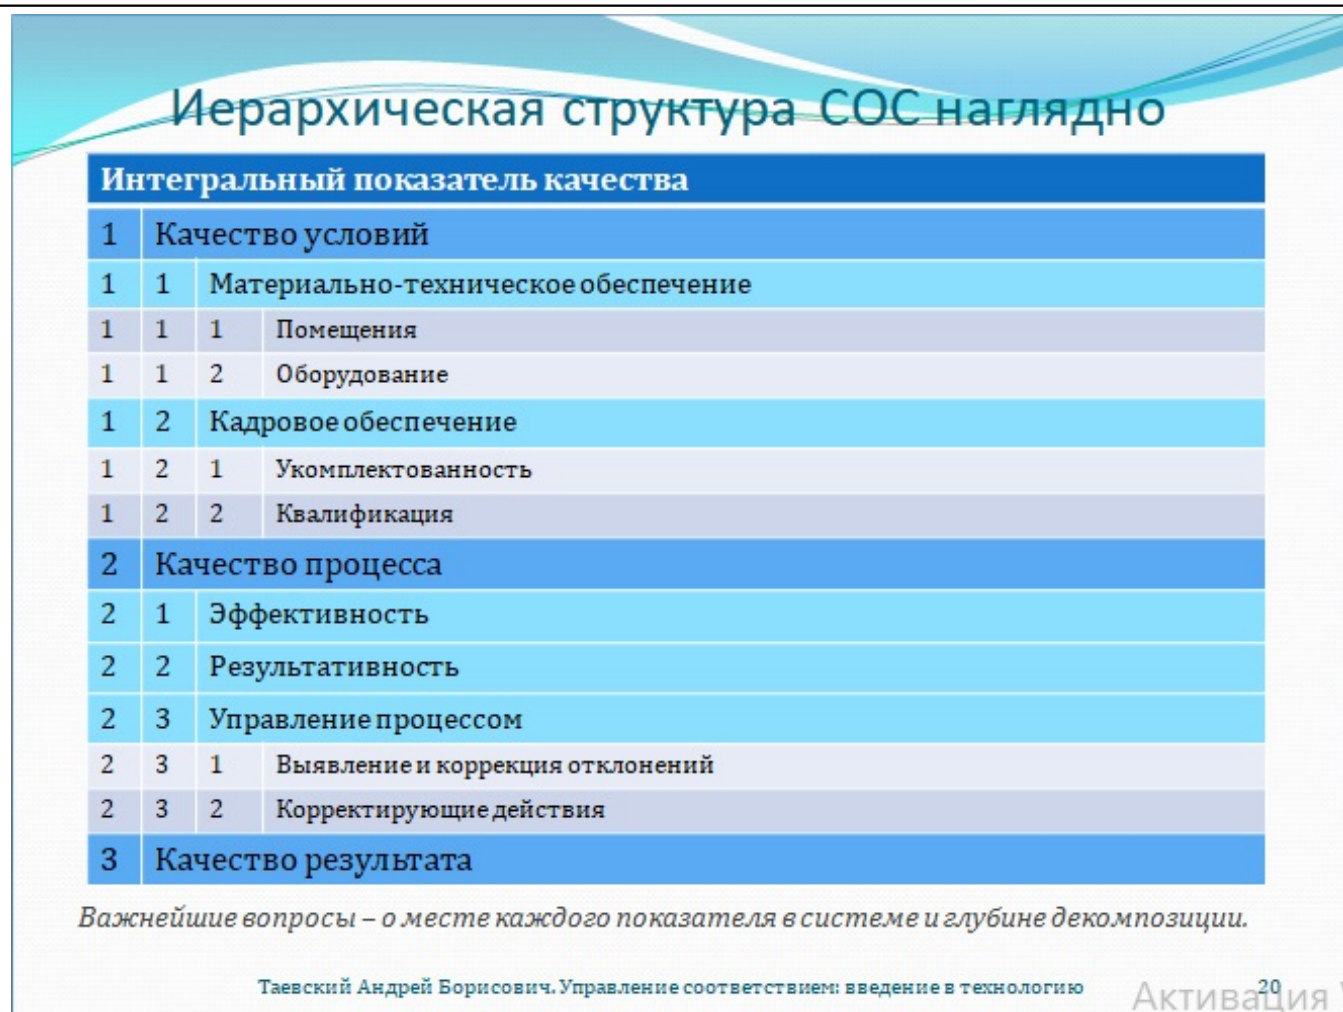 Иерархическая структура СОС наглядно
Интегральный показатель качества
1 Качество условий
1 1 Материально-техническое обеспечение
1 1 1 Помещения
1 1 2 Оборудование
1 2 Кадровое обеспечение
1 2 1 Укомплектованность
1 2 2 Квалификация
2 Качество процесса
2 1 Эффективность
2 2 Результативность
2 3 Управление процессом
2 3 1 Выявление и коррекция отклонений
2 3 2 Корректирующие действия
3 Качество результата
Важнейшие вопросы – о месте каждого показателя в системе и глубине декомпозиции.
Таевский Андрей Борисович. Управление соответствием: введение в технологию 20
Активация